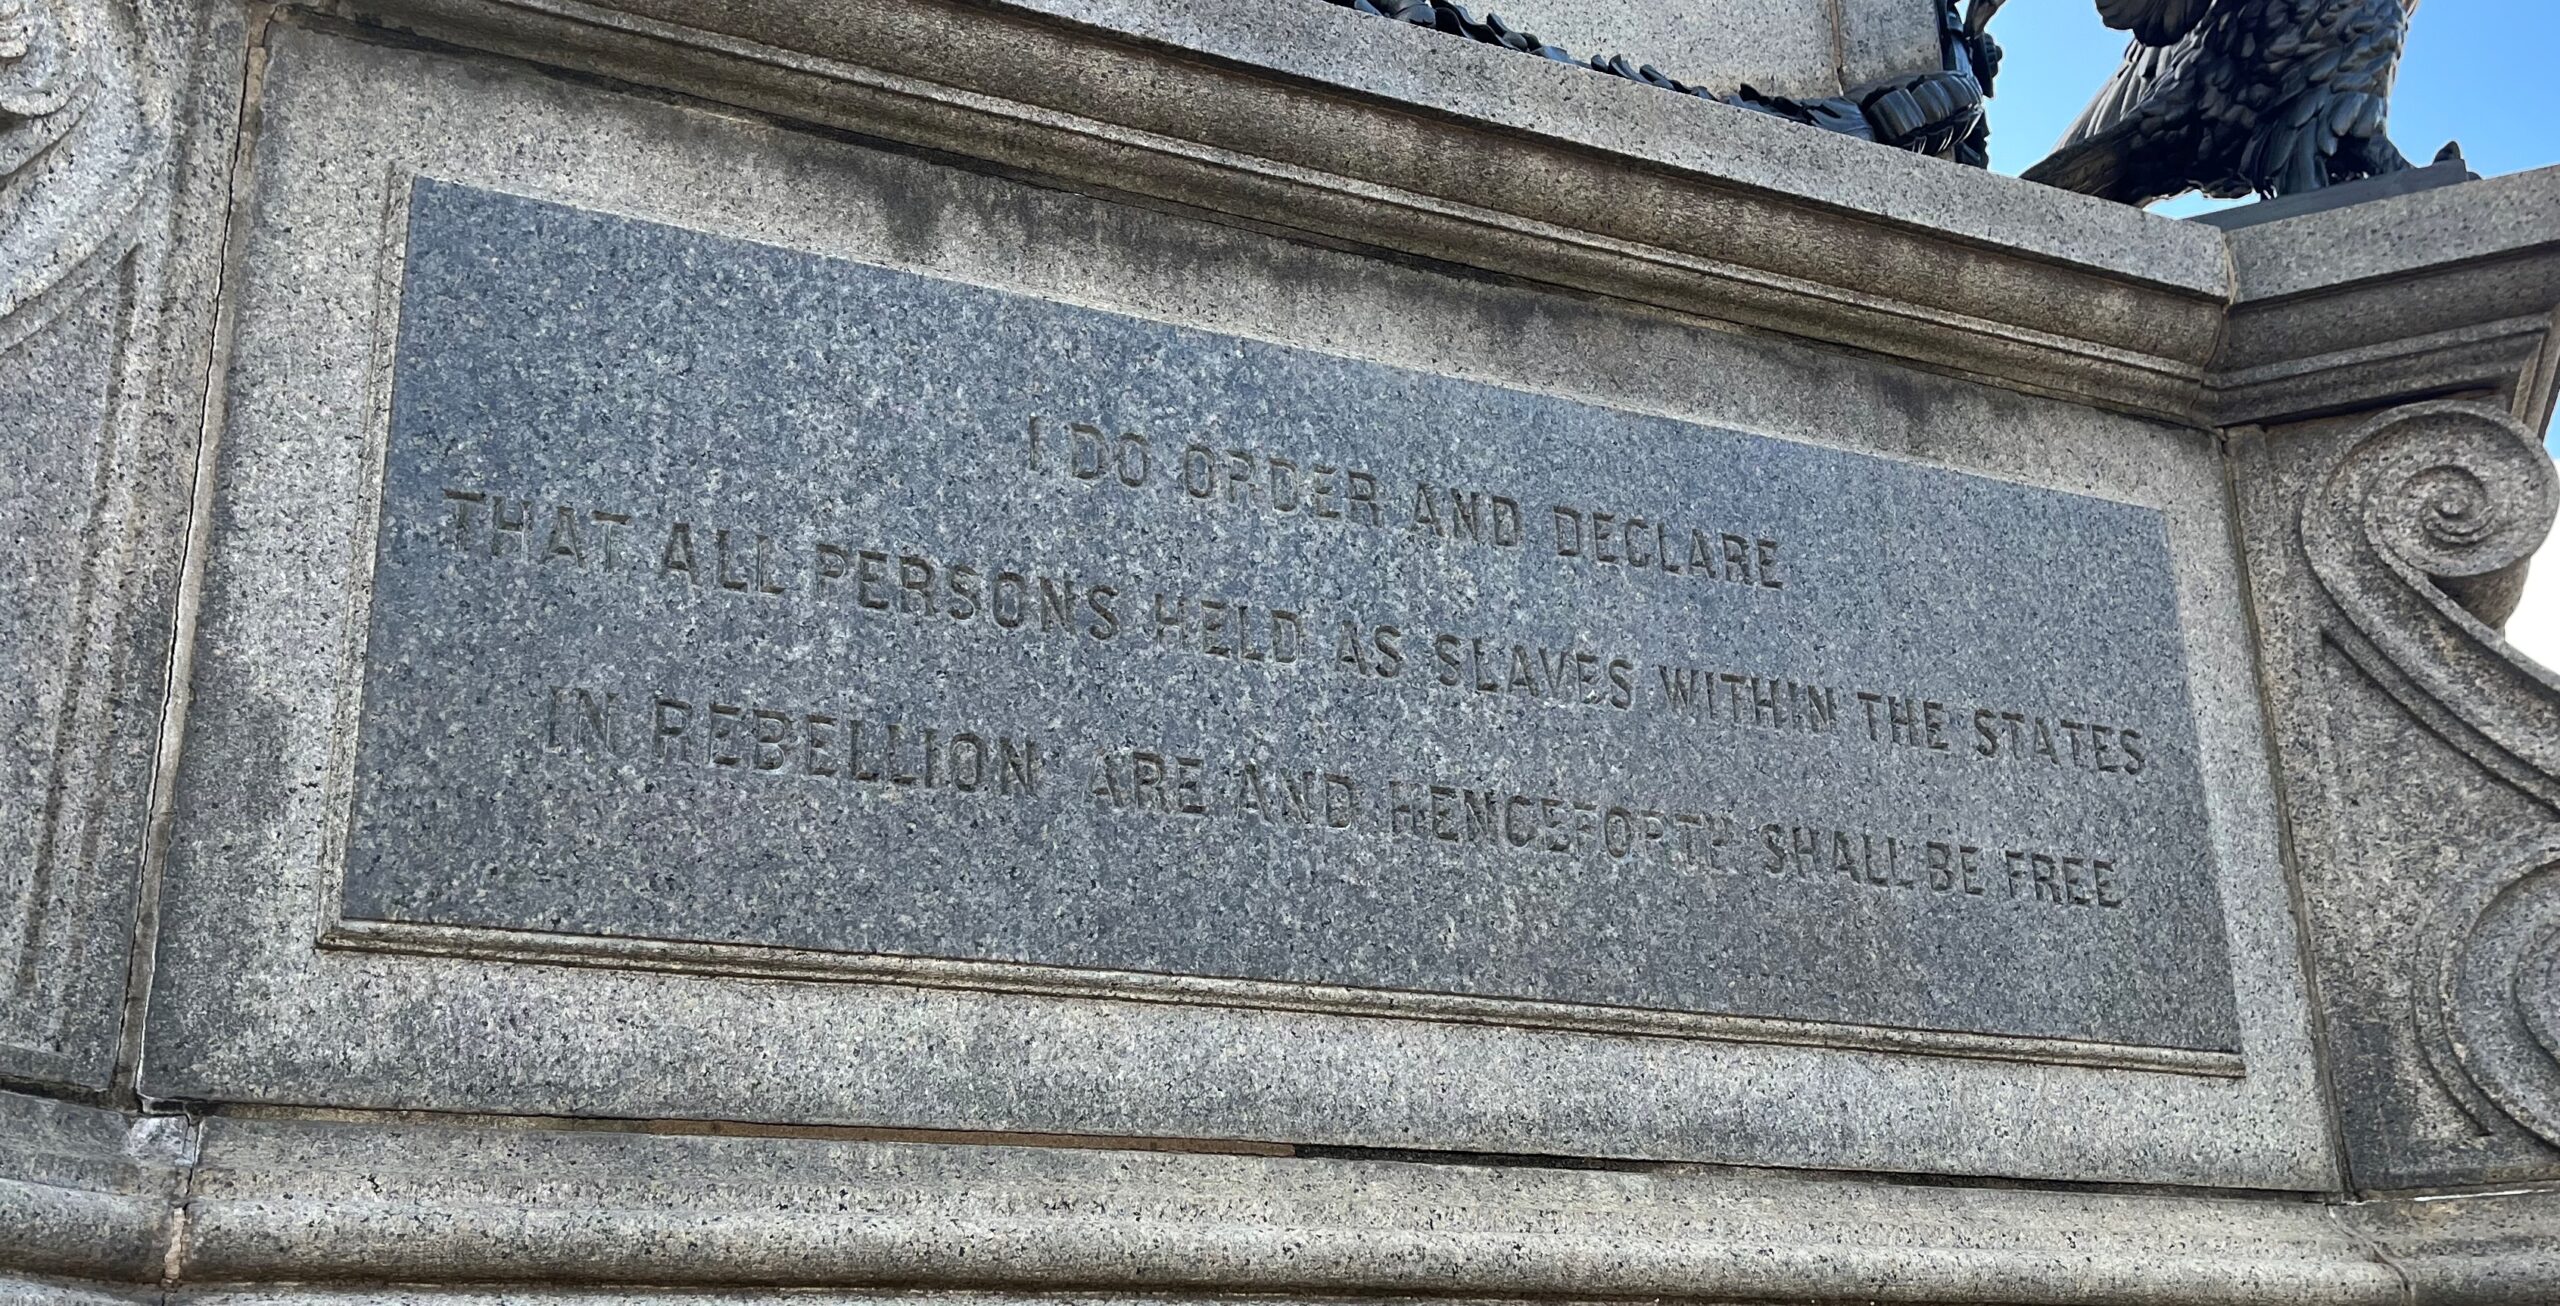 I DO ORDER AND DECLARE
THAT ALL PERSONS HELD AS SLAVES WITHIN THE STATES
IN REBELLION ARE AND HENCEFORTH SHALL BE FREE